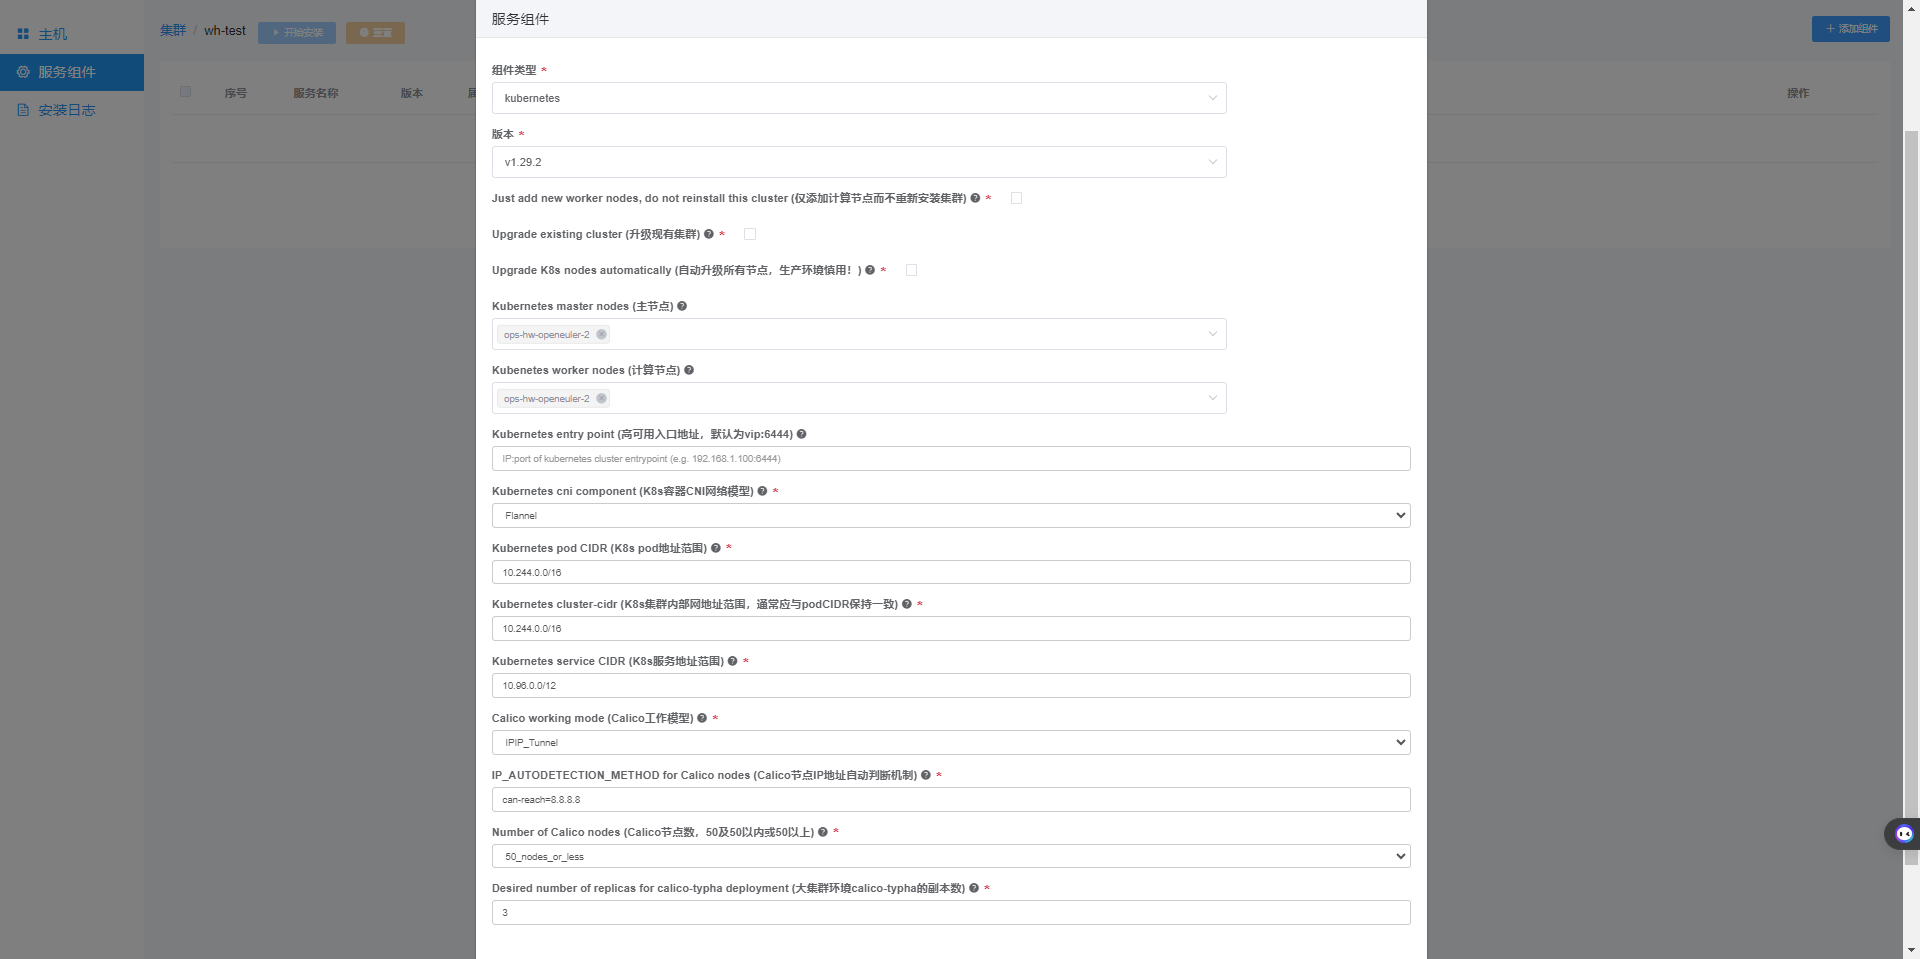 服务组件
主机
集群 / wh-test
开始安装
重置
添加组件
服务组件
序号
服务名称
版本
操作
安装日志
组件类型 *
kubernetes
版本 *
v1.29.2
Just add new worker nodes, do not reinstall this cluster (仅添加计算节点而不重新安装集群) *
Upgrade existing cluster (升级现有集群) *
Upgrade K8s nodes automatically (自动升级所有节点，生产环境慎用！) *
Kubernetes master nodes (主节点)
ops-hw-openeuler-2
Kubenetes worker nodes (计算节点)
ops-hw-openeuler-2
Kubernetes entry point (高可用入口地址，默认为vip:6444)
IP:port of kubernetes cluster entrypoint (e.g. 192.168.1.100:6444)
Kubernetes cni component (K8s容器CNI网络模型) *
Flannel
Kubernetes pod CIDR (K8s pod地址范围) *
10.244.0.0/16
Kubernetes cluster-cidr (K8s集群内部网地址范围，通常应与podCIDR保持一致) *
10.244.0.0/16
Kubernetes service CIDR (K8s服务地址范围) *
10.96.0.0/12
Calico working mode (Calico工作模型) *
IPIP_Tunnel
IP_AUTODETECTION_METHOD for Calico nodes (Calico节点IP地址自动判断机制) *
can-reach=8.8.8.8
Number of Calico nodes (Calico节点数，50及50以内或50以上) *
50_nodes_or_less
Desired number of replicas for calico-typha deployment (大集群环境calico-typha的副本数) *
3